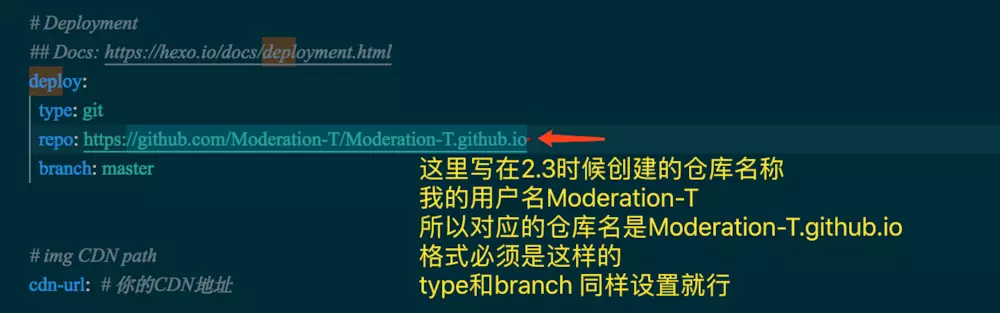 # Deployment
## Docs: https://hexo.io/docs/deployment.html
deploy:
type: git
repo: https://github.com/Moderation-T/Moderation-T.github.io
branch: master
这里写在2.3时候创建的仓库名称
我的用户名Moderation-T
所以对应的仓库名是Moderation-T.github.io
格式必须是这样的
type和branch 同样设置就行
# img CDN path
cdn-url: # 你的CDN地址